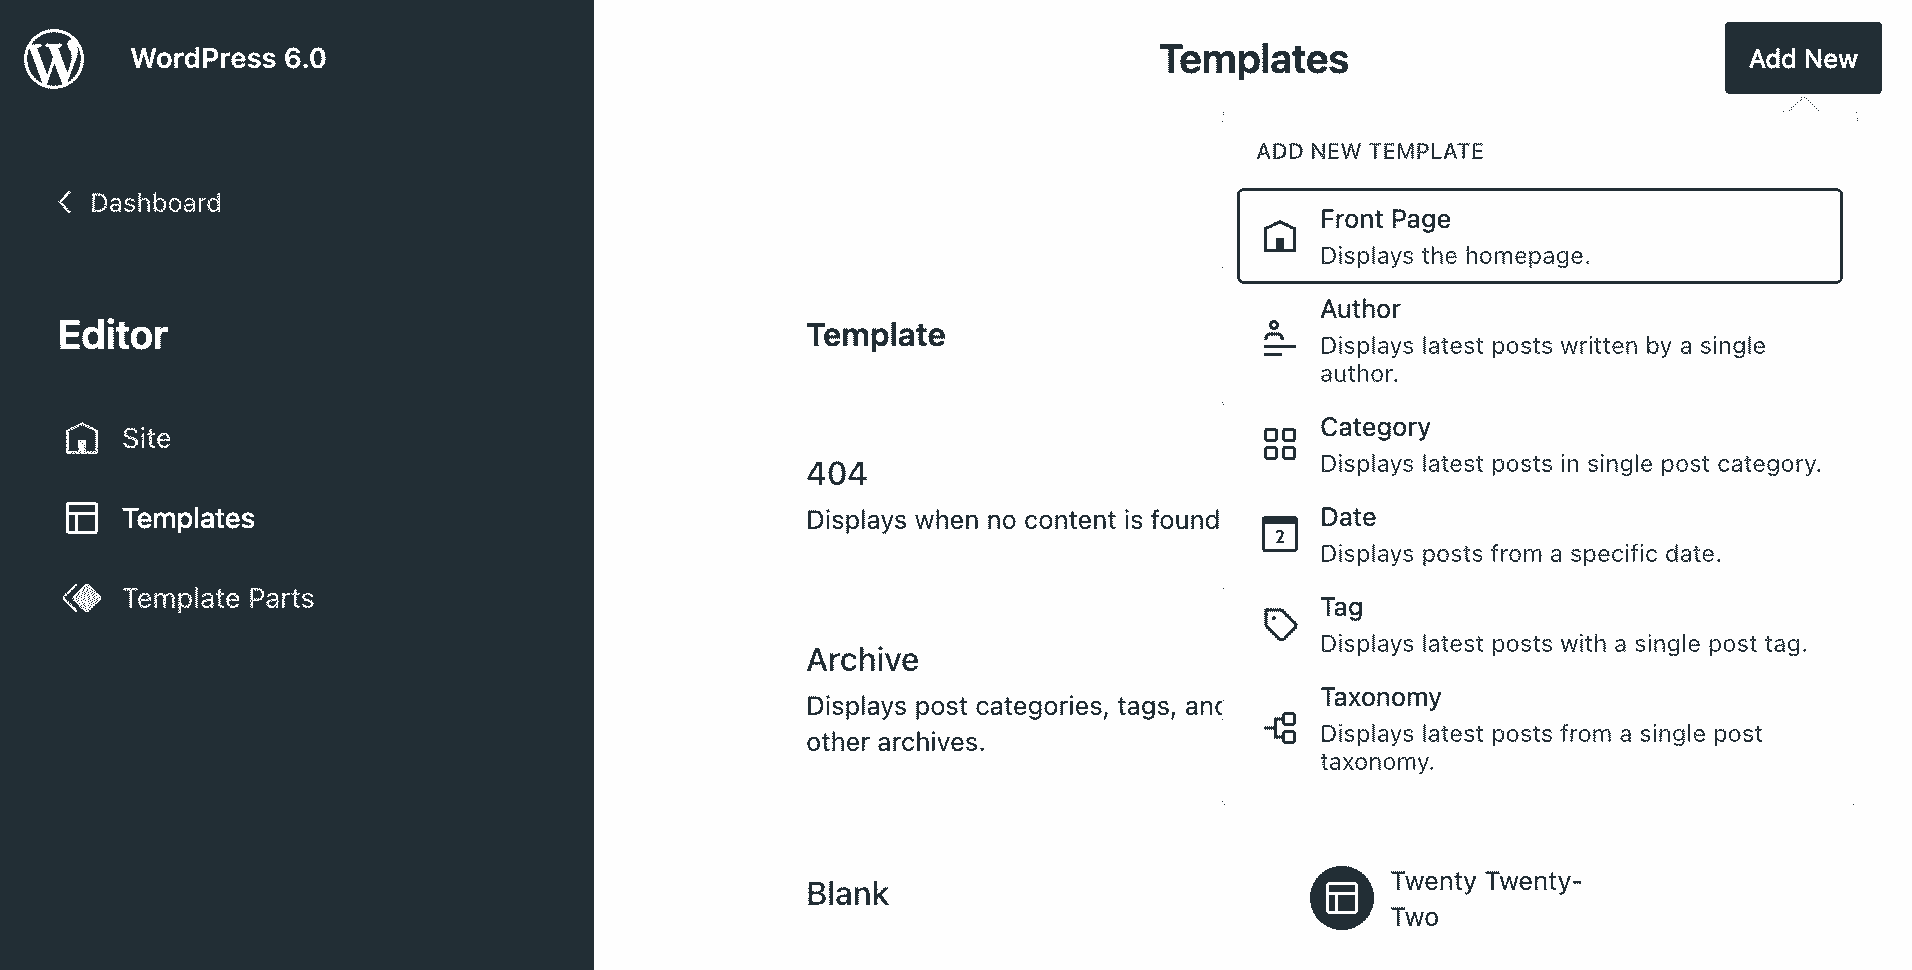 WordPress 6.0
Dashboard
Editor
Site
Templates
Template Parts
Templates
Add New
ADD NEW TEMPLATE
Front Page
Displays the homepage.
Author
Displays latest posts written by a single
author.
Category
Displays latest posts in single post category.
Date
2
Displays posts from a specific date.
Tag
Displays latest posts with a single post tag.
Taxonomy
Displays latest posts from a single post
taxonomy.
Template
404
Displays when no content is found
Archive
Displays post categories, tags, and
other archives.
Blank
Twenty Twenty-
Two